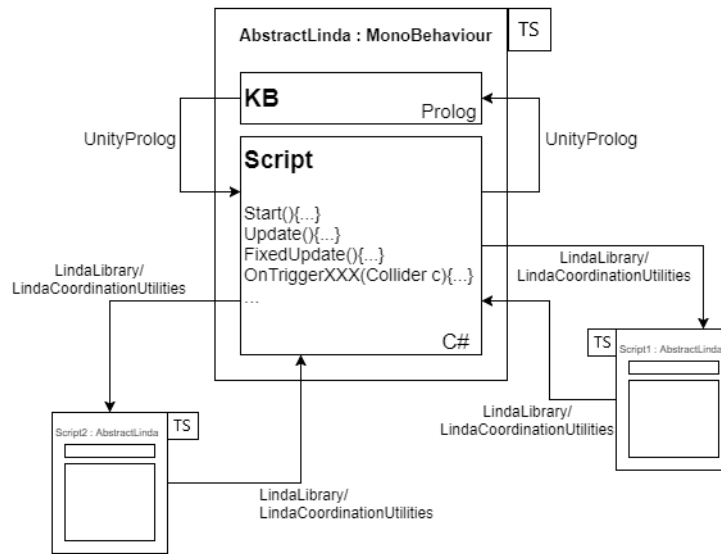 AbstractLinda : MonoBehaviour
TS
KB
Prolog
UnityProlog
UnityProlog
Script
Start(){...}
Update(){...}
FixedUpdate(){...}
OnTriggerXXX(Collider c){...}
...
C#
LindaLibrary/
LindaCoordinationUtilities
LindaLibrary/
LindaCoordinationUtilities
TS
Script1 : AbstractLinda
LindaLibrary/
LindaCoordinationUtilities
Script2 : AbstractLinda
TS
LindaLibrary/
LindaCoordinationUtilities